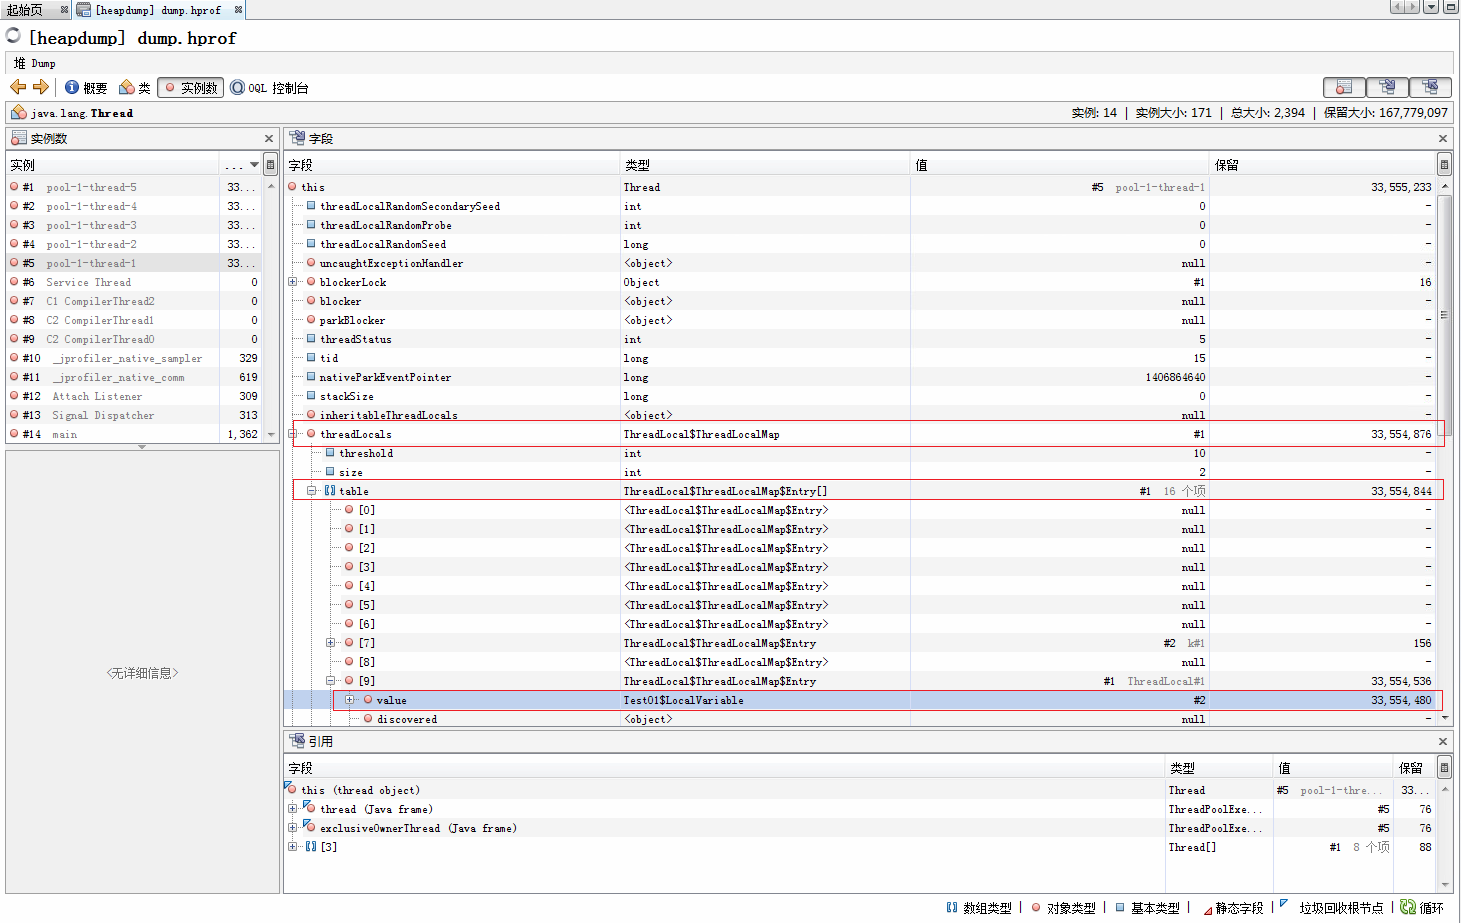 起始页 [heapdump] dump.hprof
[heapdump] dump.hprof
堆 Dump
概要 类 实例数 OQL 控制台
java.lang.Thread 实例: 14 | 实例大小: 171 | 总大小: 2,394 | 保留大小: 167,779,097
实例数
实例 ...
#1 pool-1-thread-5 33...
#2 pool-1-thread-4 33...
#3 pool-1-thread-3 33...
#4 pool-1-thread-2 33...
#5 pool-1-thread-1 33...
#6 Service Thread 0
#7 C1 CompilerThread2 0
#8 C2 CompilerThread1 0
#9 C2 CompilerThread0 0
#10 _jprofiler_native_sampler 329
#11 _jprofiler_native_comm 619
#12 Attach Listener 309
#13 Signal Dispatcher 313
#14 main 1,362
<无详细信息>
字段
字段 类型 值 保留
this Thread #5 pool-1-thread-1 33,555,233
threadLocalRandomSecondarySeed int 0 -
threadLocalRandomProbe int 0 -
threadLocalRandomSeed long 0 -
uncaughtExceptionHandler <object> null -
blockerLock Object #1 16
blocker <object> null -
parkBlocker <object> null -
threadStatus int 5 -
tid long 15 -
nativeParkEventPointer long 1406864640 -
stackSize long 0 -
inheritableThreadLocals <object> null -
threadLocals ThreadLocal$ThreadLocalMap #1 33,554,876
threshold int 10 -
size int 2 -
table ThreadLocal$ThreadLocalMap$Entry[] #1 16 个项 33,554,844
[0] <ThreadLocal$ThreadLocalMap$Entry> null -
[1] <ThreadLocal$ThreadLocalMap$Entry> null -
[2] <ThreadLocal$ThreadLocalMap$Entry> null -
[3] <ThreadLocal$ThreadLocalMap$Entry> null -
[4] <ThreadLocal$ThreadLocalMap$Entry> null -
[5] <ThreadLocal$ThreadLocalMap$Entry> null -
[6] <ThreadLocal$ThreadLocalMap$Entry> null -
[7] ThreadLocal$ThreadLocalMap$Entry #2 k#1 156
[8] <ThreadLocal$ThreadLocalMap$Entry> null -
[9] ThreadLocal$ThreadLocalMap$Entry #1 ThreadLocal#1 33,554,536
value Test01$LocalVariable #2 33,554,480
discovered <object> null -
引用
字段 类型 值 保留
this (thread object) Thread #5 pool-1-thre... 33...
thread (Java frame) ThreadPoolExe... #5 76
exclusiveOwnerThread (Java frame) ThreadPoolExe... #5 76
[3] Thread[] #1 8 个项 88
数组类型 | 对象类型 | 基本类型 | 静态字段 | 垃圾回收根节点 | 循环